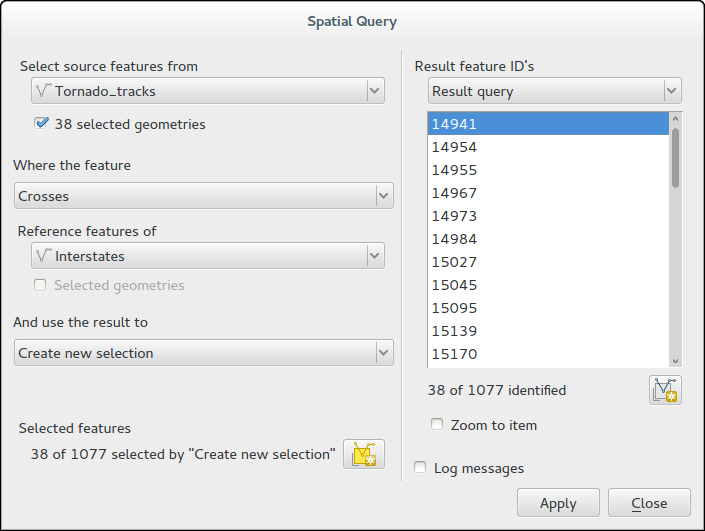 Spatial Query
Select source features from
Tornado_tracks
38 selected geometries
Where the feature
Crosses
Reference features of
Interstates
Selected geometries
And use the result to
Create new selection
Selected features
38 of 1077 selected by "Create new selection"
Result feature ID's
Result query
14941
14954
14955
14967
14973
14984
15027
15045
15095
15139
15170
38 of 1077 identified
Zoom to item
Log messages
Apply
Close